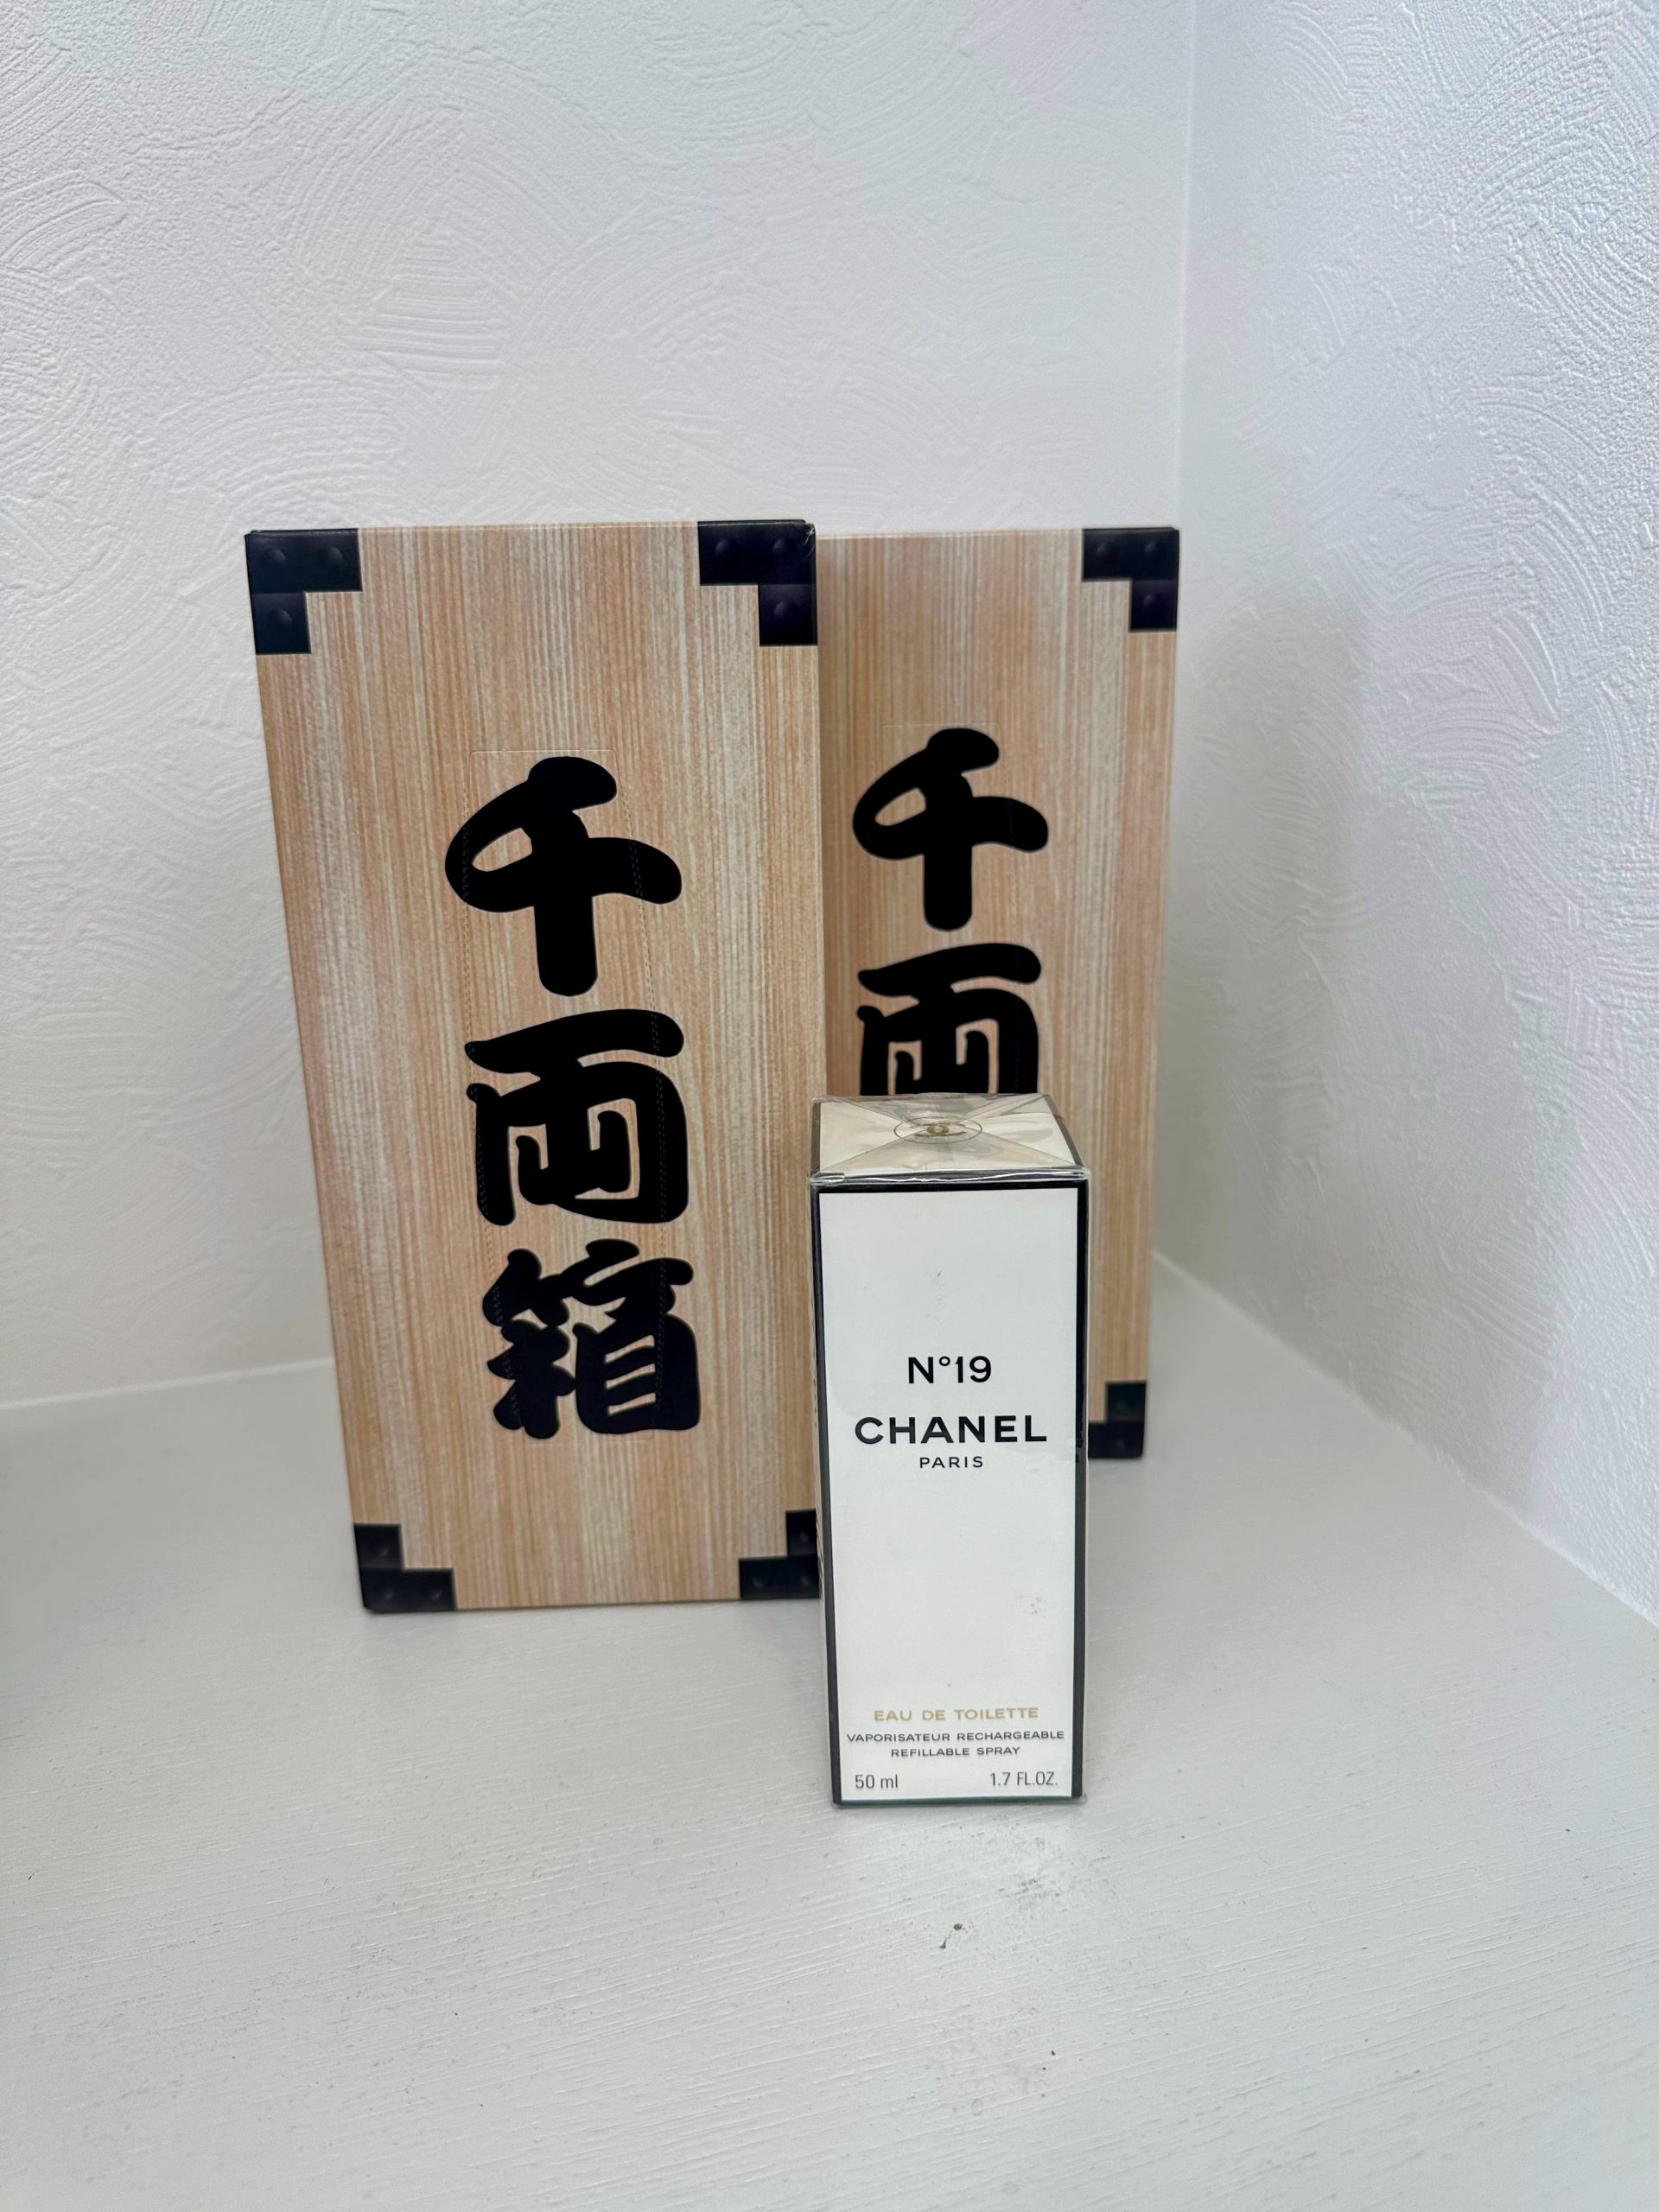 千両箱
千両
N°19
CHANEL
PARIS
EAU DE TOILETTE
VAPORISATEUR RECHARGEABLE
REFILLABLE SPRAY
50 ml 1.7 FL.OZ.